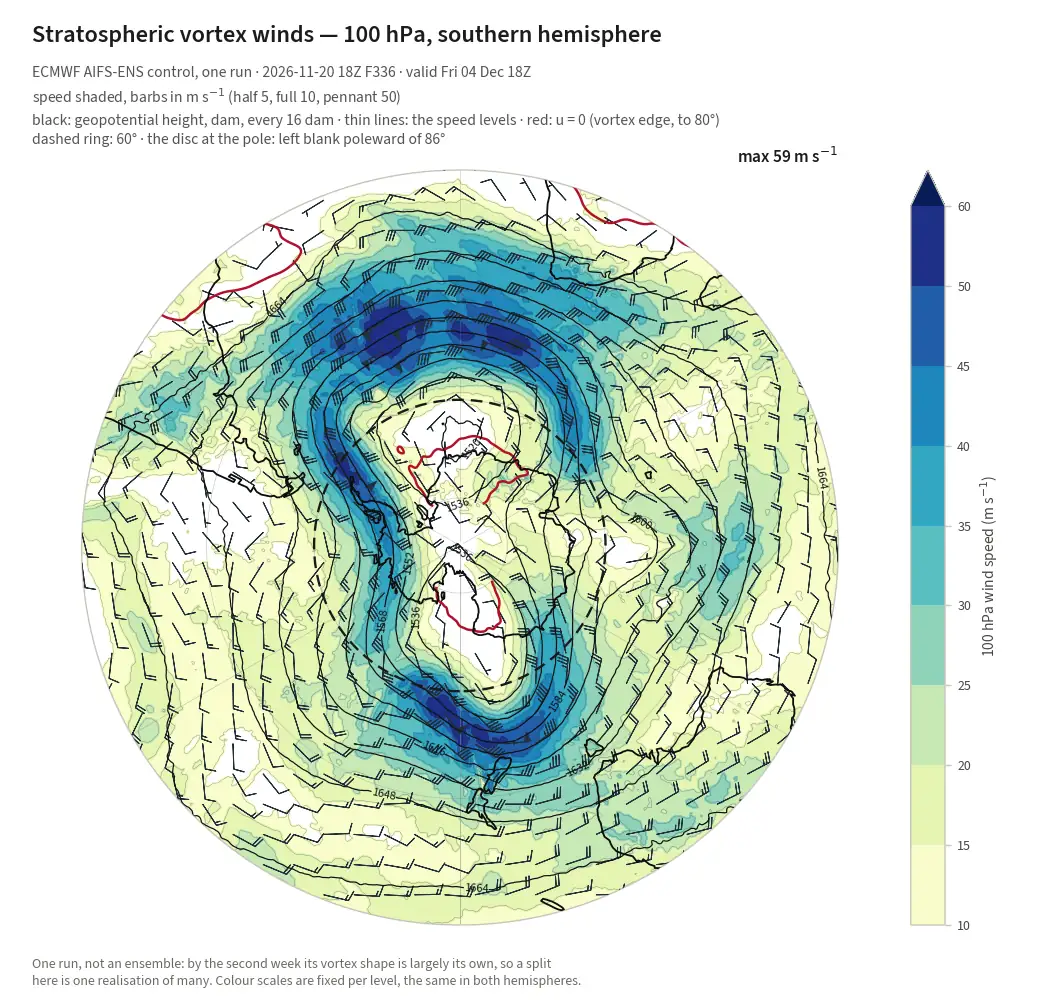 Stratospheric vortex winds — 100 hPa, southern hemisphere
ECMWF AIFS-ENS control, one run · 2026-11-20 18Z F336 · valid Fri 04 Dec 18Z
speed shaded, barbs in m s⁻¹ (half 5, full 10, pennant 50)
black: geopotential height, dam, every 16 dam · thin lines: the speed levels · red: u = 0 (vortex edge, to 80°)
dashed ring: 60° · the disc at the pole: left blank poleward of 86°
max 59 m s⁻¹
60
50
45
40
35
30
25
20
15
10
100 hPa wind speed (m s⁻¹)
1664
1664
1520
1536
1600
1536
1552
1568
1536
1584
1632
1648
1664
One run, not an ensemble: by the second week its vortex shape is largely its own, so a split
here is one realisation of many. Colour scales are fixed per level, the same in both hemispheres.